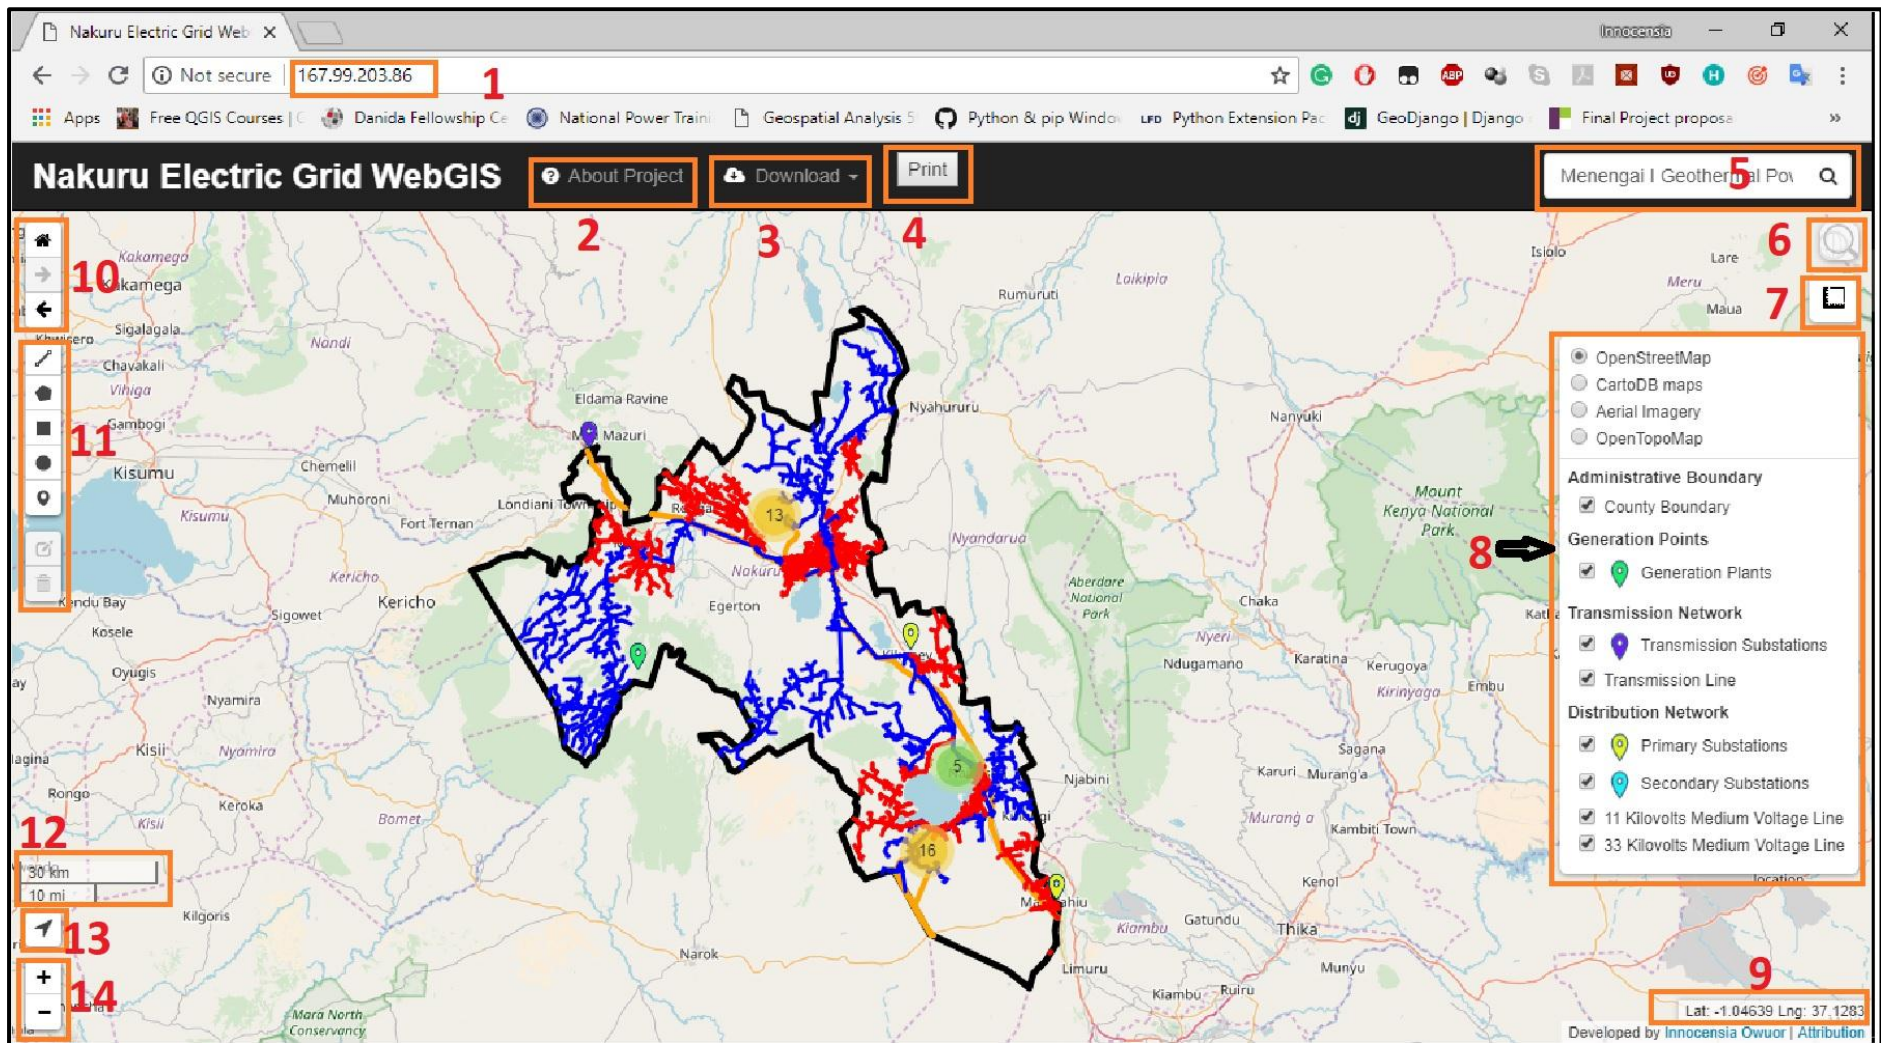 Nakuru Electric Grid Web
Innocensia
Not secure 167.99.203.86 1
Apps Free QGIS Courses | Danida Fellowship Ce National Power Traini Geospatial Analysis 5 Python & pip Windo LFD Python Extension Pac dj GeoDjango | Django Final Project proposa »
Nakuru Electric Grid WebGIS About Project Download Print Menengai I Geothermal Pow 5
2 3 4 6
7
10
11
Kakamega
Kakamega
Sigalagala
Chavakali
Vihiga
Gambogi
Kisumu
Kisumu
Nandi
Chemelil
Muhoroni
Fort Ternan
Londiani
Eldama Ravine
Mazuri
Kericho
Kericho
Kendu Bay
Kosele
Oyugis
Sigowet
Nyamira
Kisii
Nyamira
Rongo
Kisii
Keroka
Bomet
Kilgoris
Narok
Mara North
Conservancy
Egerton
Nakuru
13
5
16
Rumuruti
Laikipia
Nyahururu
Nyandarua
Isiolo
Lare
Meru
Maua
Nanyuki
Mount
Kenya National
Park
Aberdare
National
Park
Chaka
Nyeri
Ndugamano
Karatina
Kerugoya
Kirinyaga
Embu
Sagana
Karuri
Murang'a
Murang a
Kambiti Town
Njabini
Kenol
Gatundu
Thika
Kiambu
Limuru
Munyu
Kiambu
Ruiru
8
OpenStreetMap
CartoDB maps
Aerial Imagery
OpenTopoMap
Administrative Boundary
County Boundary
Generation Points
Generation Plants
Transmission Network
Transmission Substations
Transmission Line
Distribution Network
Primary Substations
Secondary Substations
11 Kilovolts Medium Voltage Line
33 Kilovolts Medium Voltage Line
location
12
30 km
10 mi
13
+
14
−
9
Lat: -1.04639 Lng: 37.1283
Developed by Innocensia Owuor | Attribution